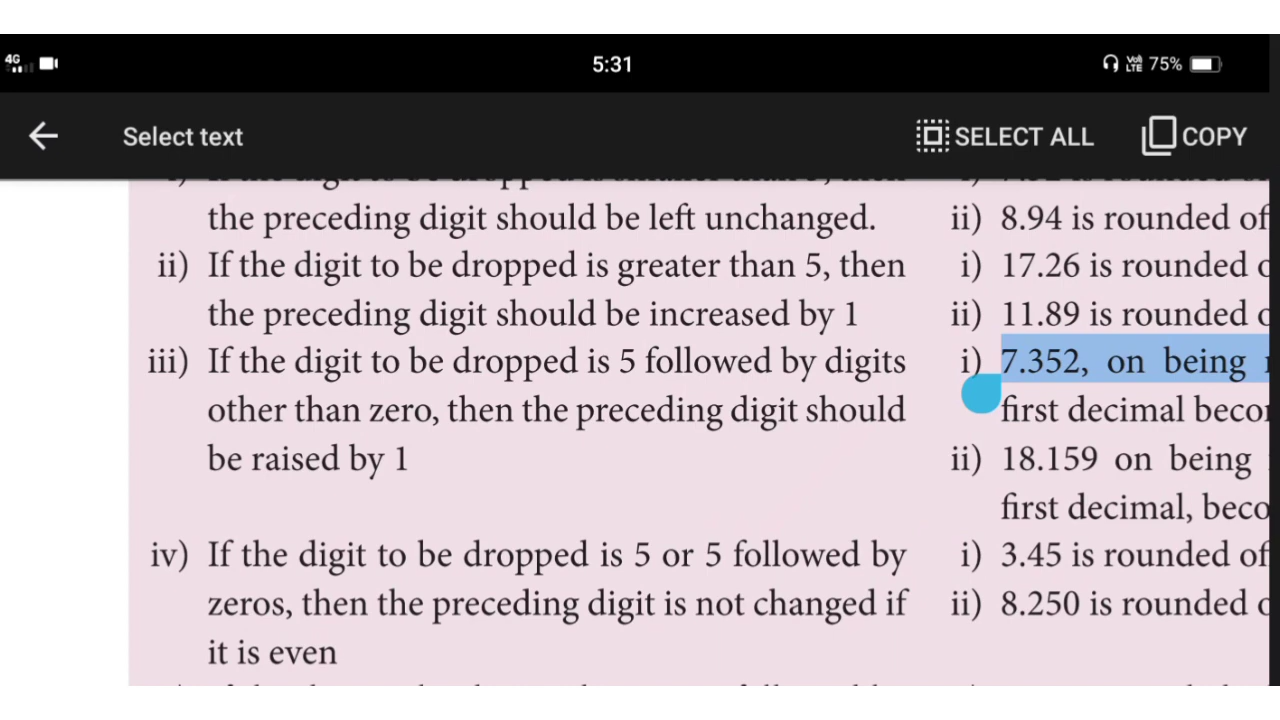 4G 5:31 VoI) LTE 75%
Select text SELECT ALL COPY
the preceding digit should be left unchanged. ii) 8.94 is rounded of
ii) If the digit to be dropped is greater than 5, then i) 17.26 is rounded
the preceding digit should be increased by 1 ii) 11.89 is rounded
iii) If the digit to be dropped is 5 followed by digits i) 7.352, on being
other than zero, then the preceding digit should first decimal beco
be raised by 1 ii) 18.159 on being
first decimal, beco
iv) If the digit to be dropped is 5 or 5 followed by i) 3.45 is rounded of
zeros, then the preceding digit is not changed if ii) 8.250 is rounded
it is even